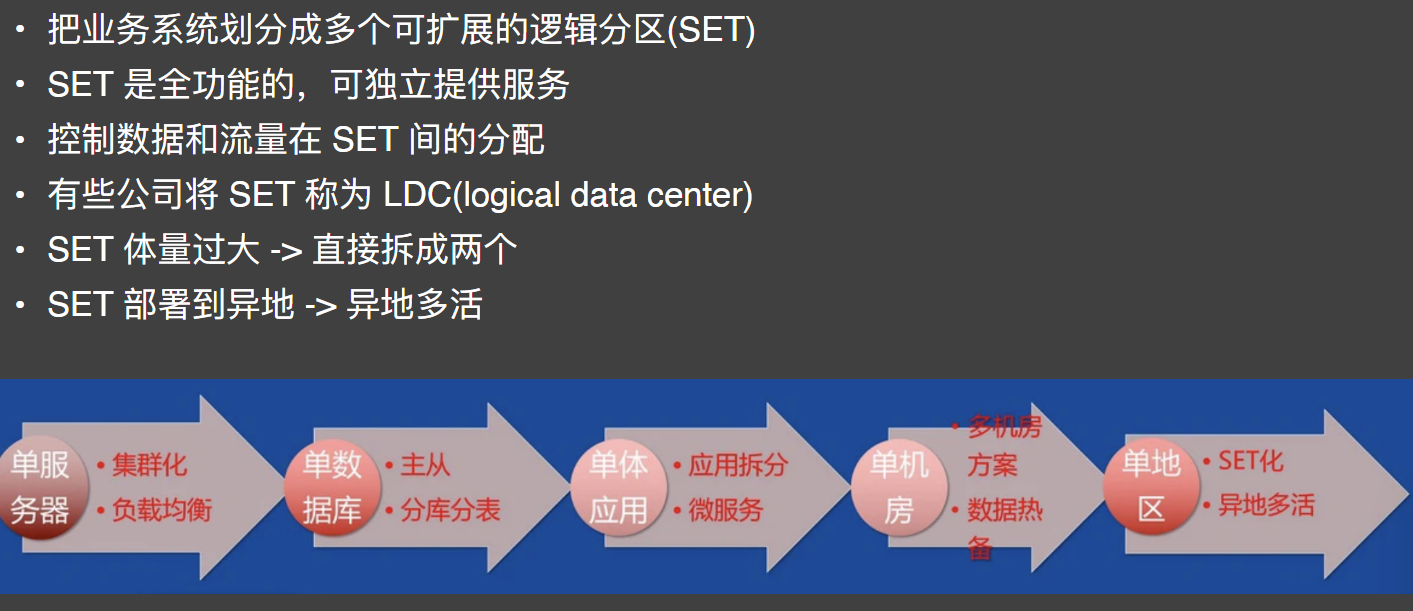 • 把业务系统划分成多个可扩展的逻辑分区(SET)
• SET 是全功能的，可独立提供服务
• 控制数据和流量在 SET 间的分配
• 有些公司将 SET 称为 LDC(logical data center)
• SET 体量过大 -> 直接拆成两个
• SET 部署到异地 -> 异地多活
单服
务器
• 集群化
• 负载均衡
单数
据库
• 主从
• 分库分表
单体
应用
• 应用拆分
• 微服务
单机
房
• 多机房
方案
• 数据热
备
单地
区
• SET化
• 异地多活